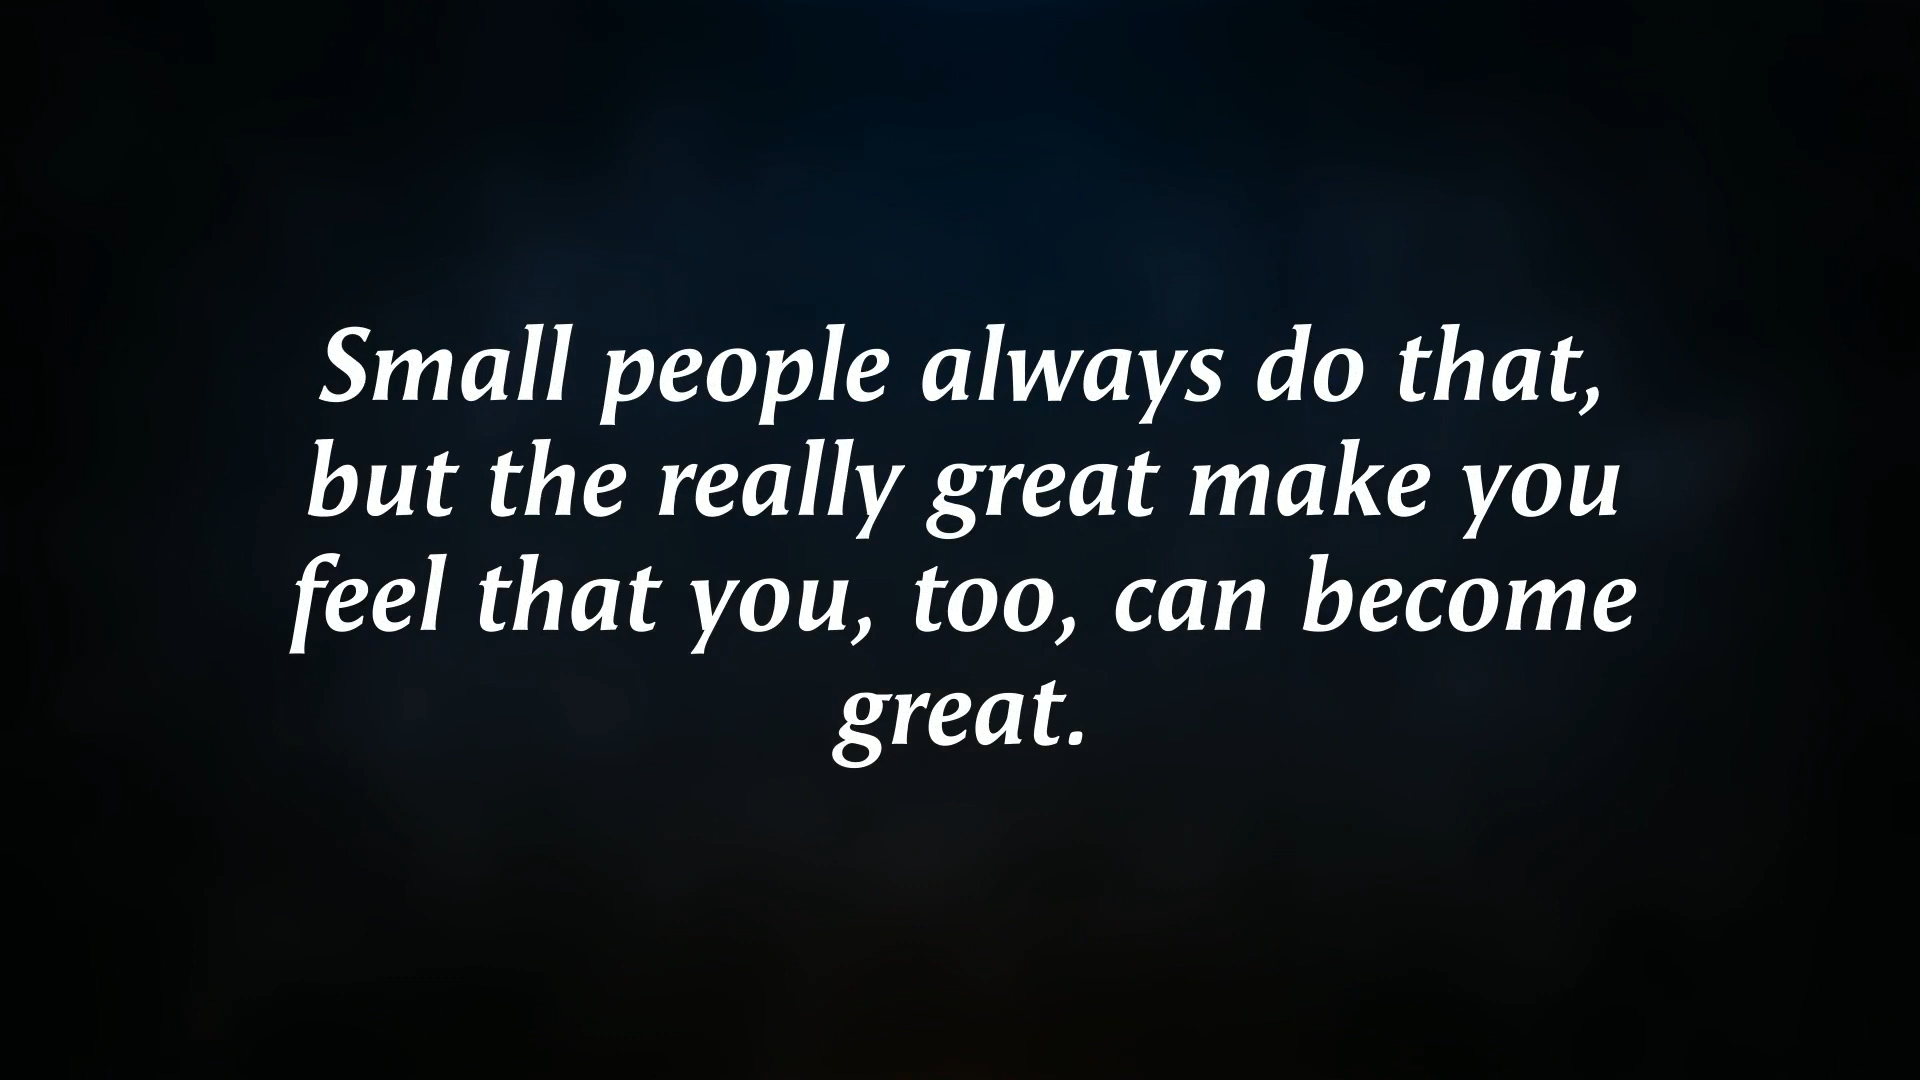 Small people always do that,
but the really great make you
feel that you, too, can become
great.